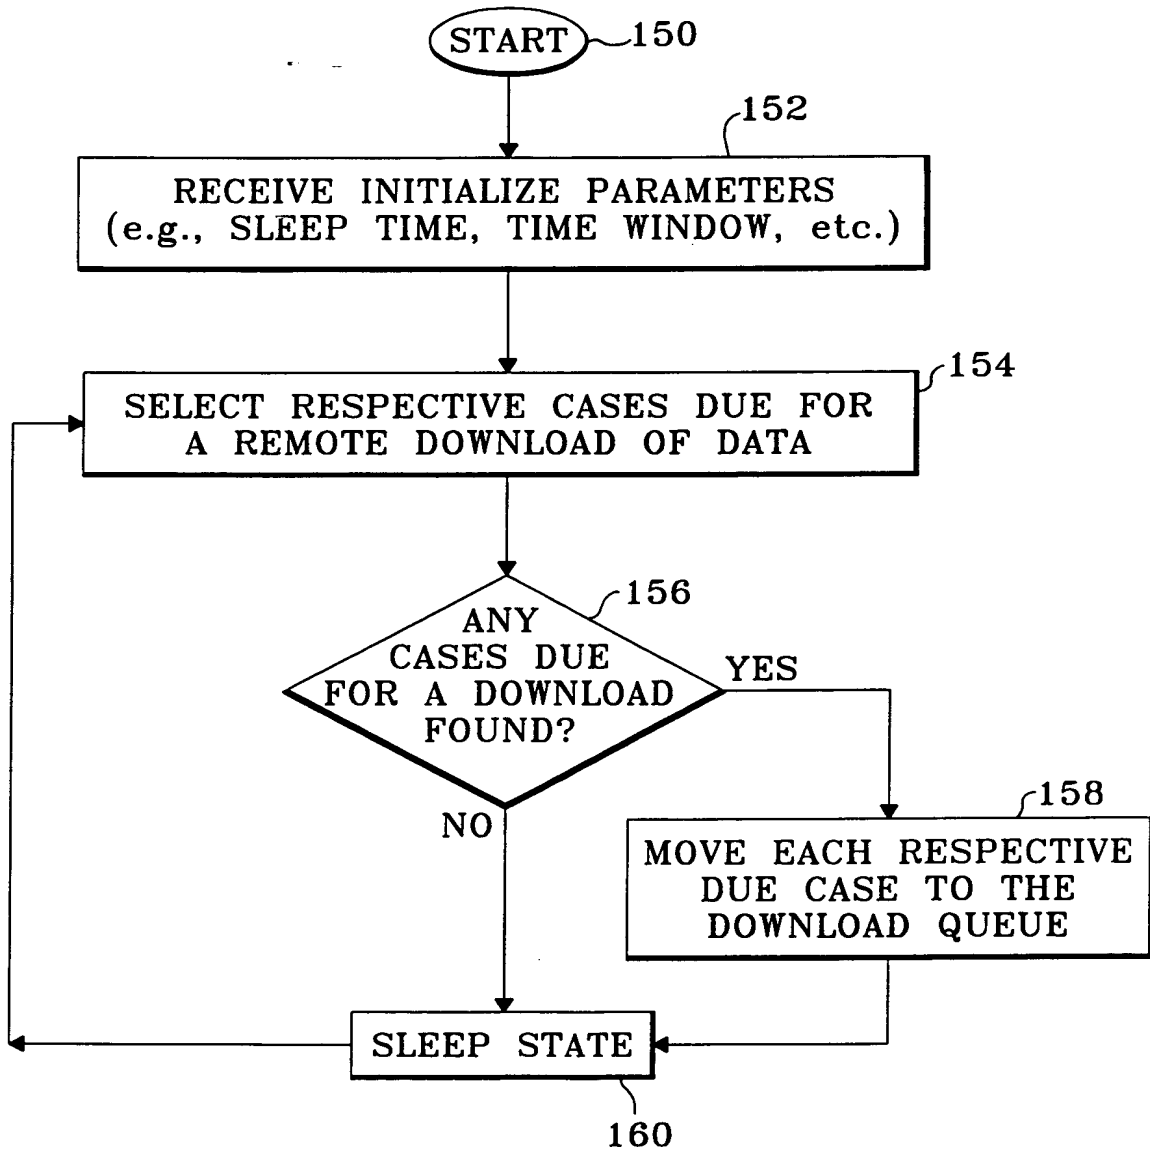 START
150
152
RECEIVE INITIALIZE PARAMETERS
(e.g., SLEEP TIME, TIME WINDOW, etc.)
154
SELECT RESPECTIVE CASES DUE FOR
A REMOTE DOWNLOAD OF DATA
156
ANY
CASES DUE
FOR A DOWNLOAD
FOUND?
YES
NO
158
MOVE EACH RESPECTIVE
DUE CASE TO THE
DOWNLOAD QUEUE
SLEEP STATE
160